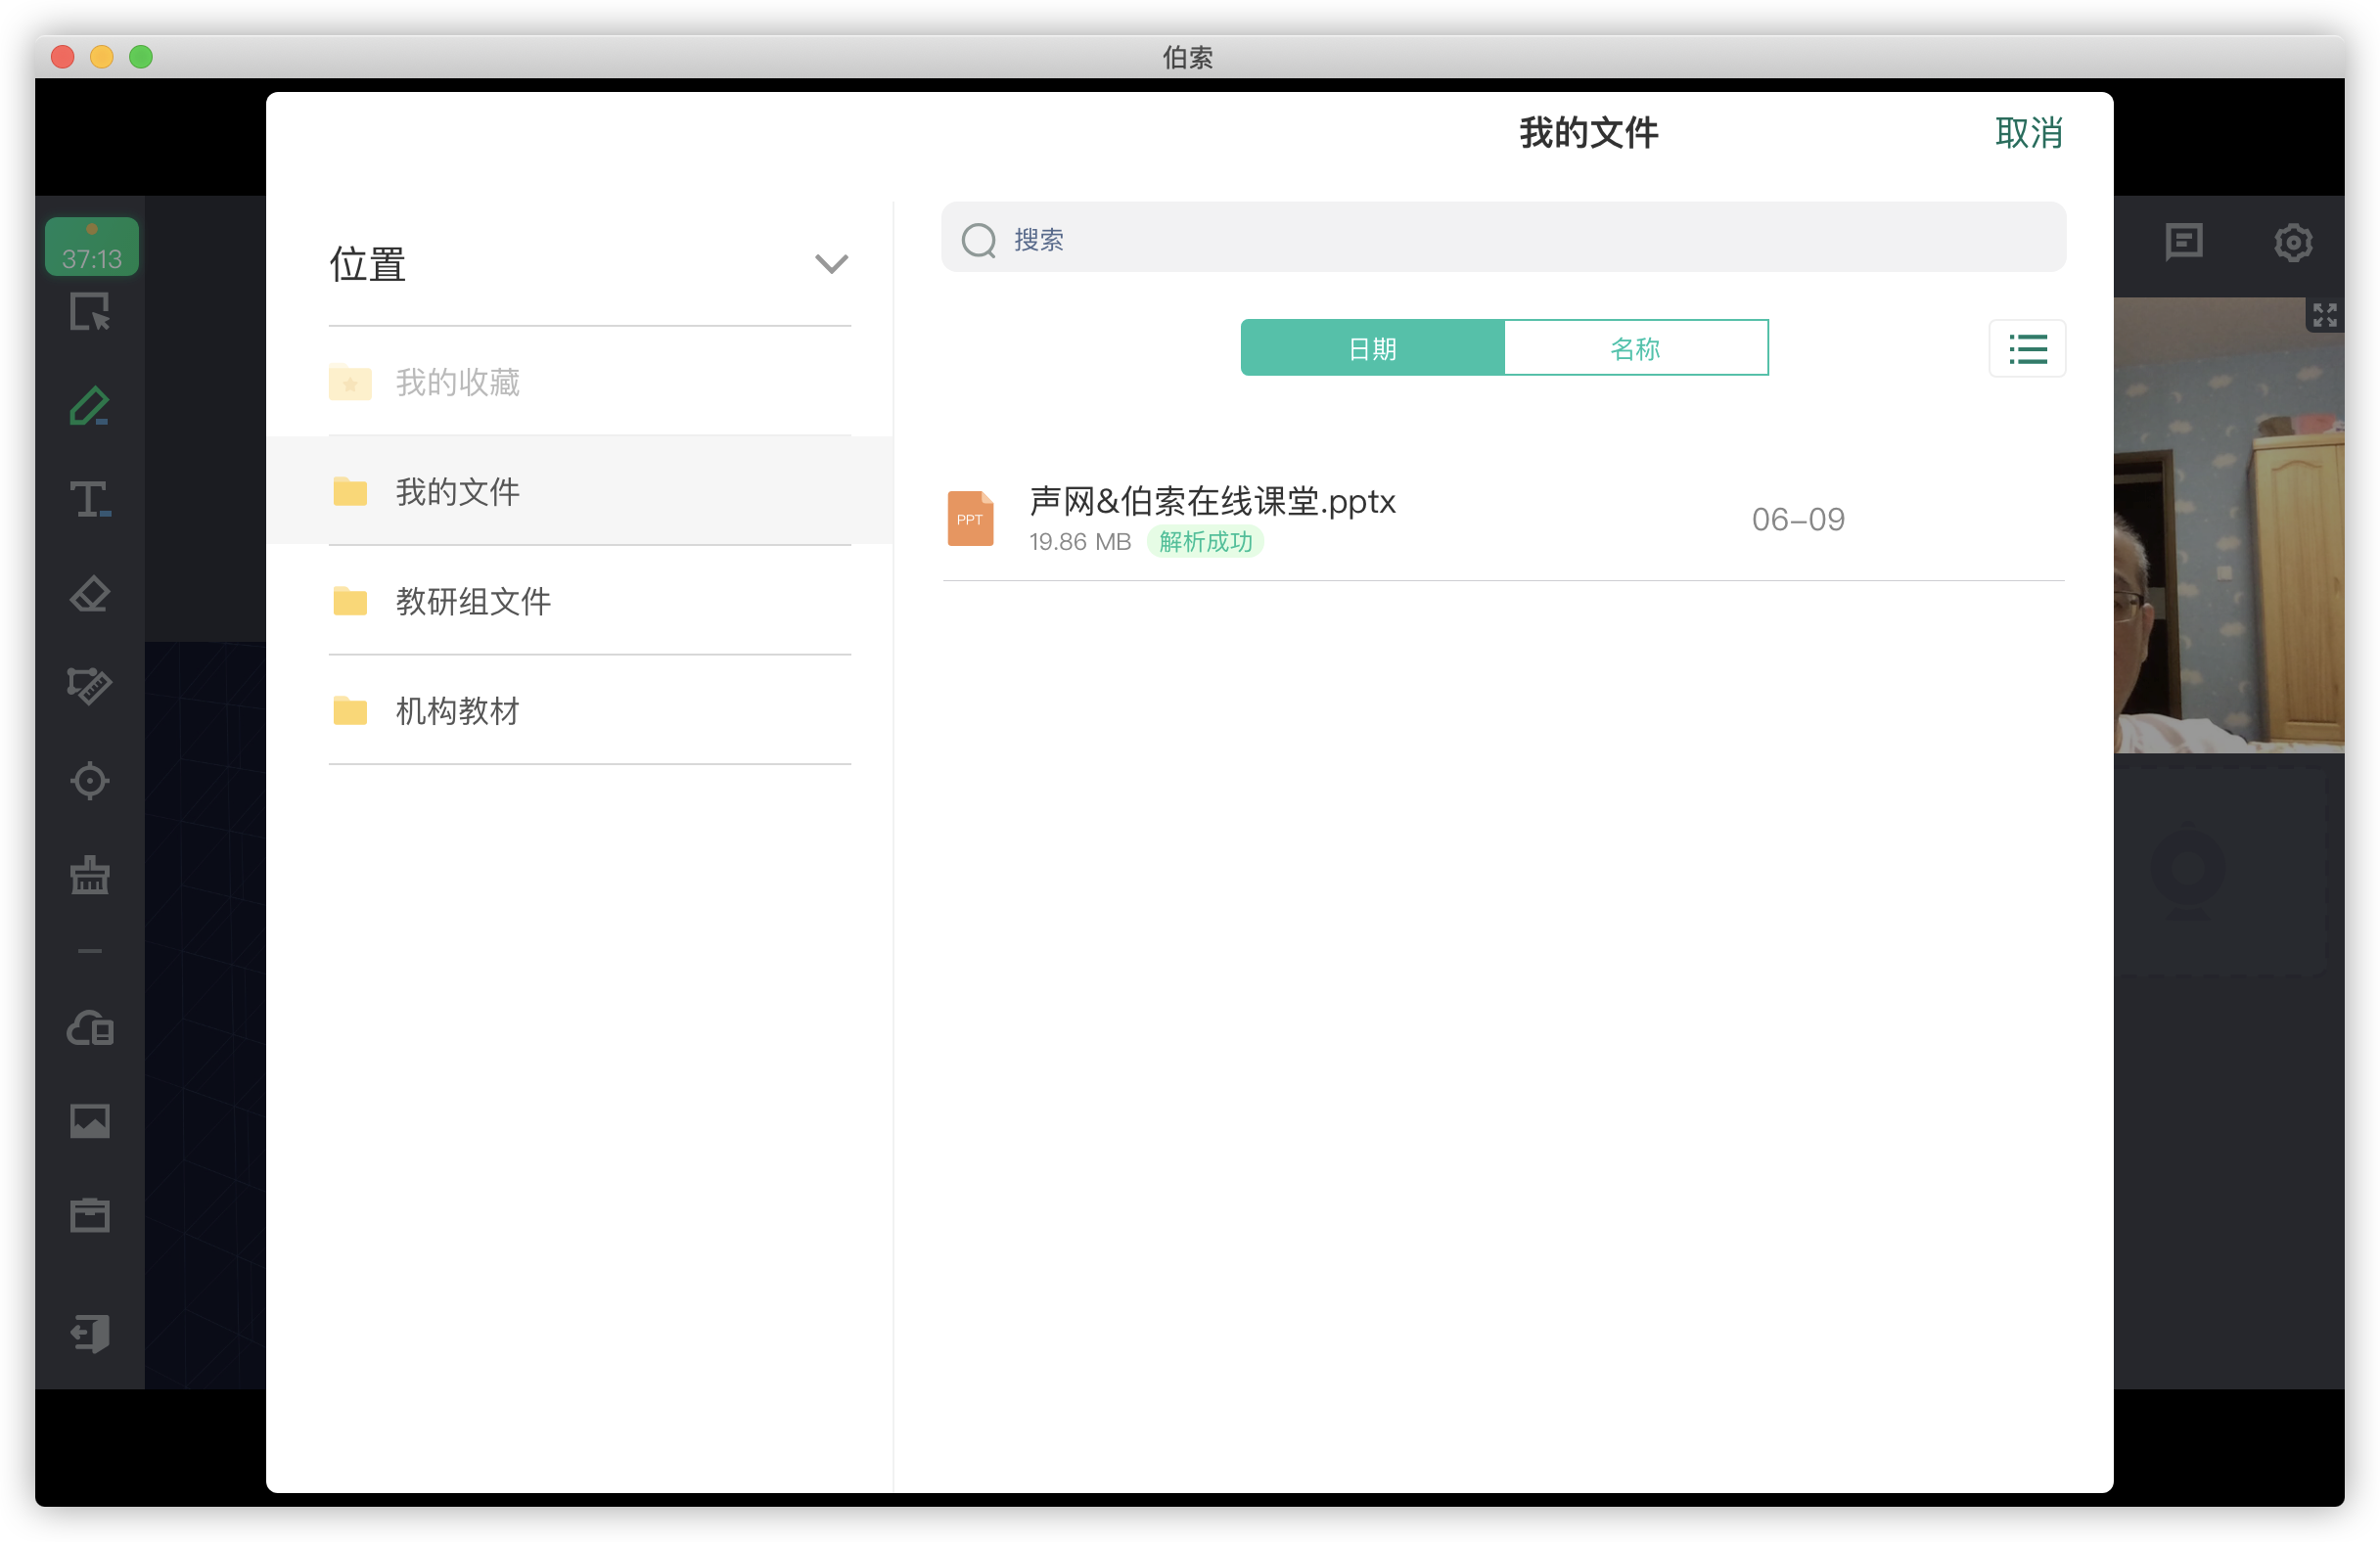 伯索
我的文件
取消
37:13
位置
我的收藏
我的文件
教研组文件
机构教材
搜索
日期
名称
PPT
声网&伯索在线课堂.pptx
19.86 MB
解析成功
06-09